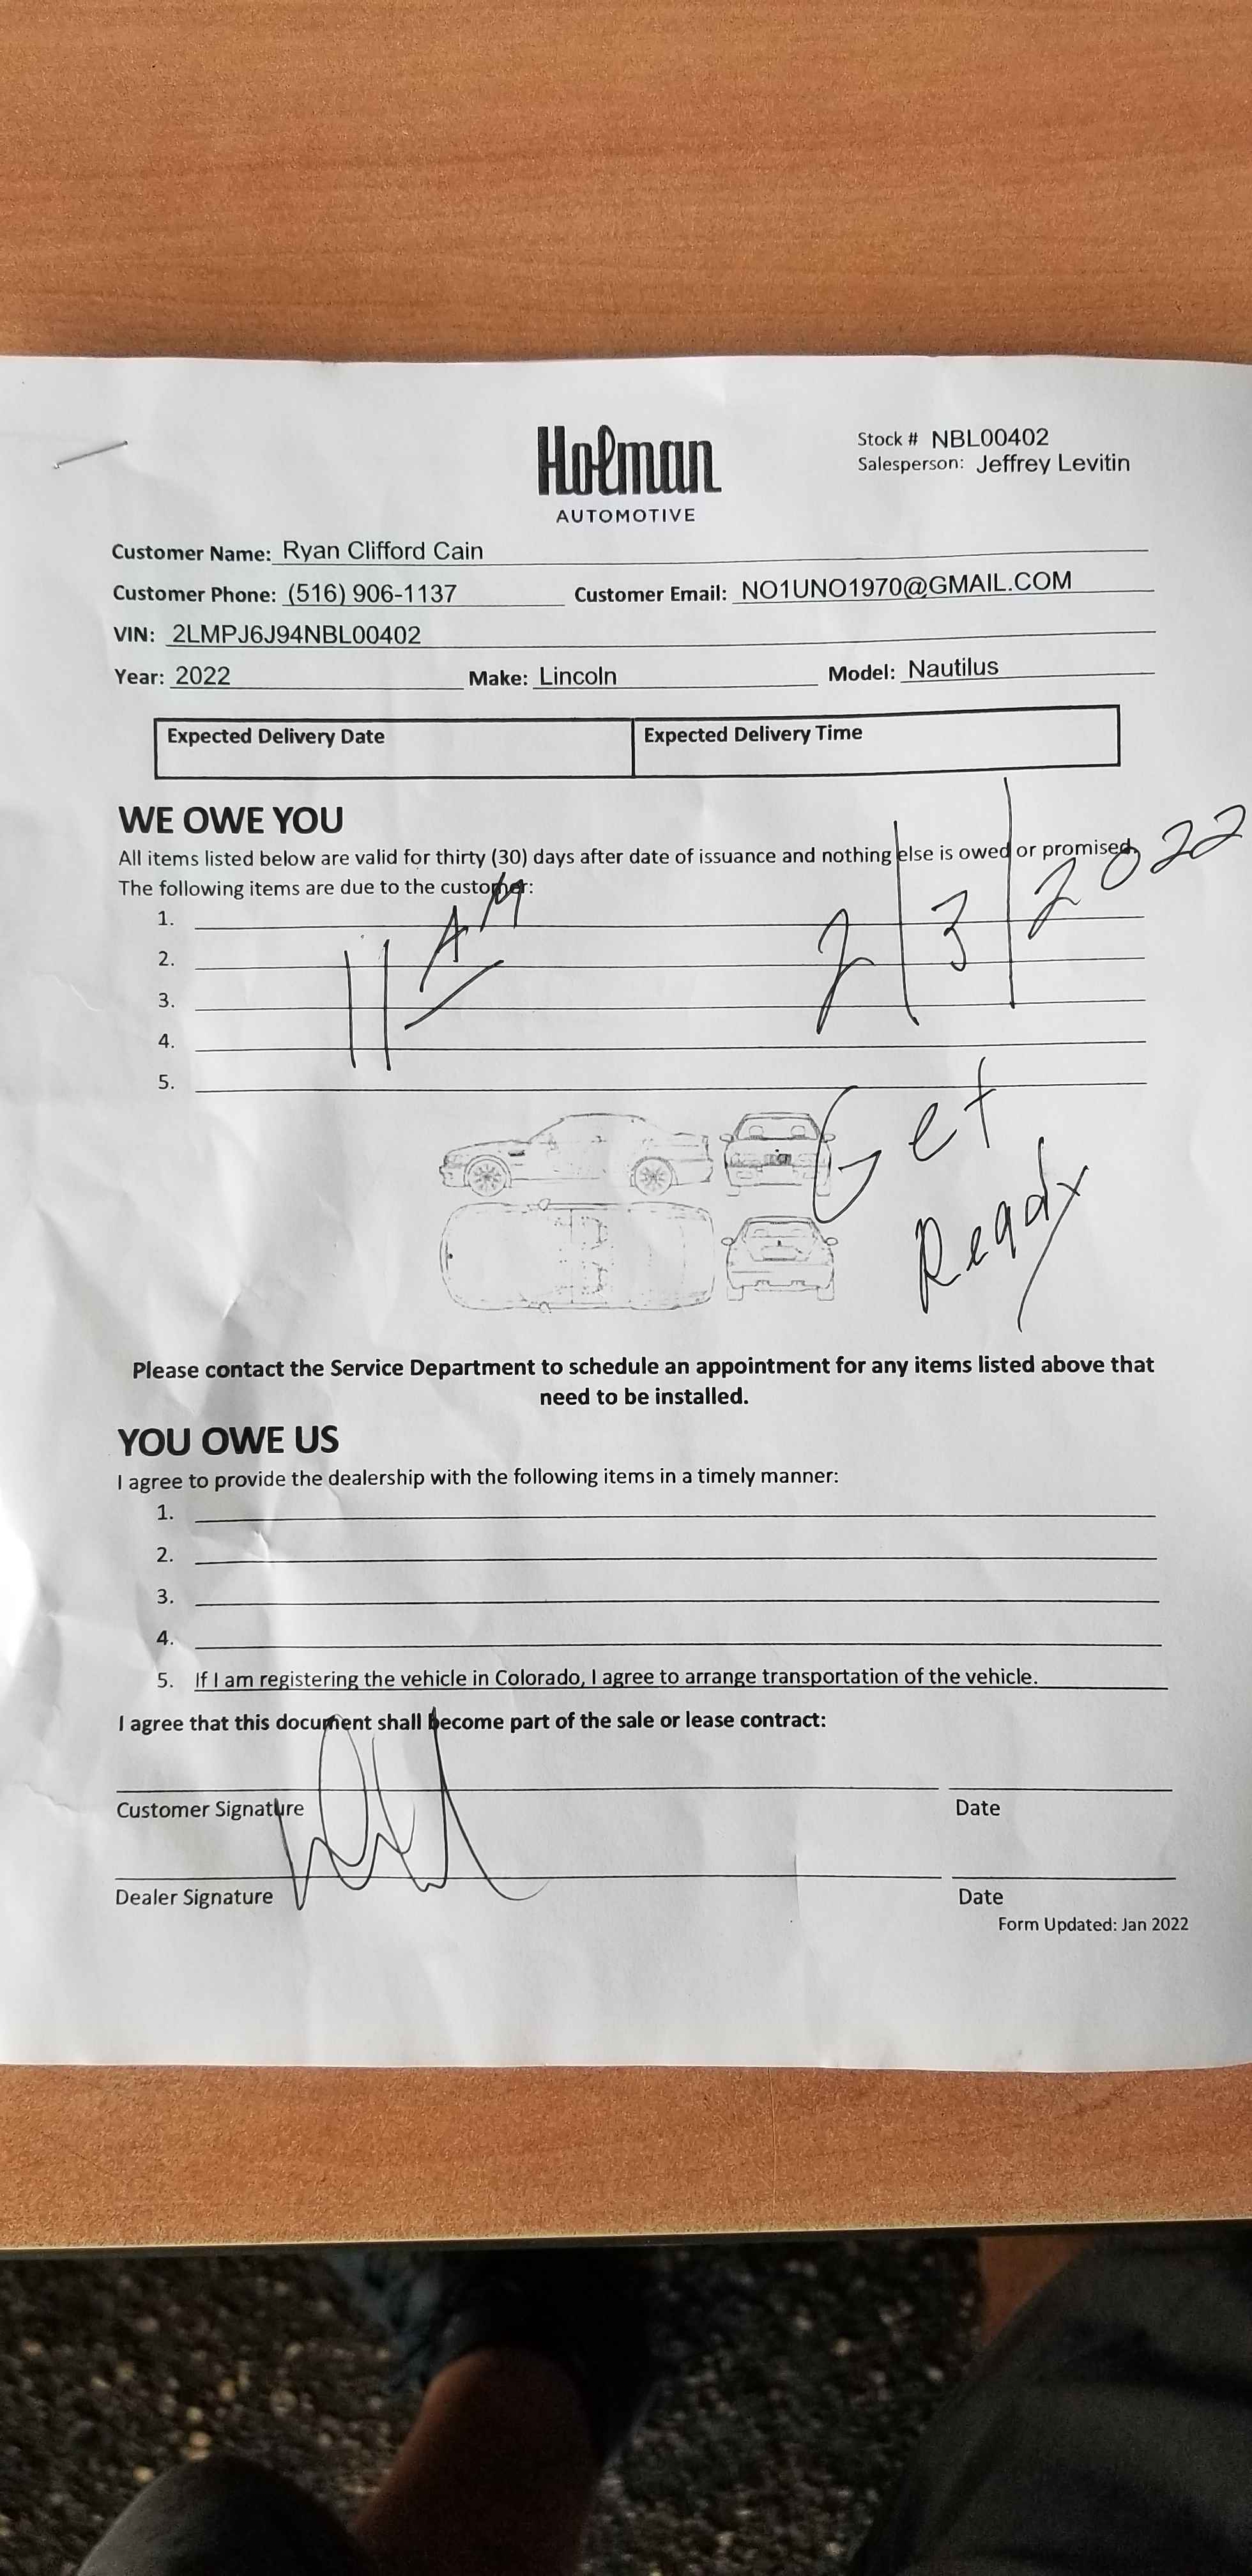 Holman
AUTOMOTIVE
Stock # NBL00402
Salesperson: Jeffrey Levitin
Customer Name: Ryan Clifford Cain
Customer Phone: (516) 906-1137 Customer Email: NO1UNO1970@GMAIL.COM
VIN: 2LMPJ6J94NBL00402
Year: 2022 Make: Lincoln Model: Nautilus
Expected Delivery Date Expected Delivery Time
WE OWE YOU
All items listed below are valid for thirty (30) days after date of issuance and nothing else is owed or promised.
The following items are due to the customer:
1.
2.
3.
4.
5.
11 AM
2|3|2022
Get
Ready
Please contact the Service Department to schedule an appointment for any items listed above that
need to be installed.
YOU OWE US
I agree to provide the dealership with the following items in a timely manner:
1.
2.
3.
4.
5. If I am registering the vehicle in Colorado, I agree to arrange transportation of the vehicle.
I agree that this document shall become part of the sale or lease contract:
Customer Signature Date
Dealer Signature Date
Form Updated: Jan 2022